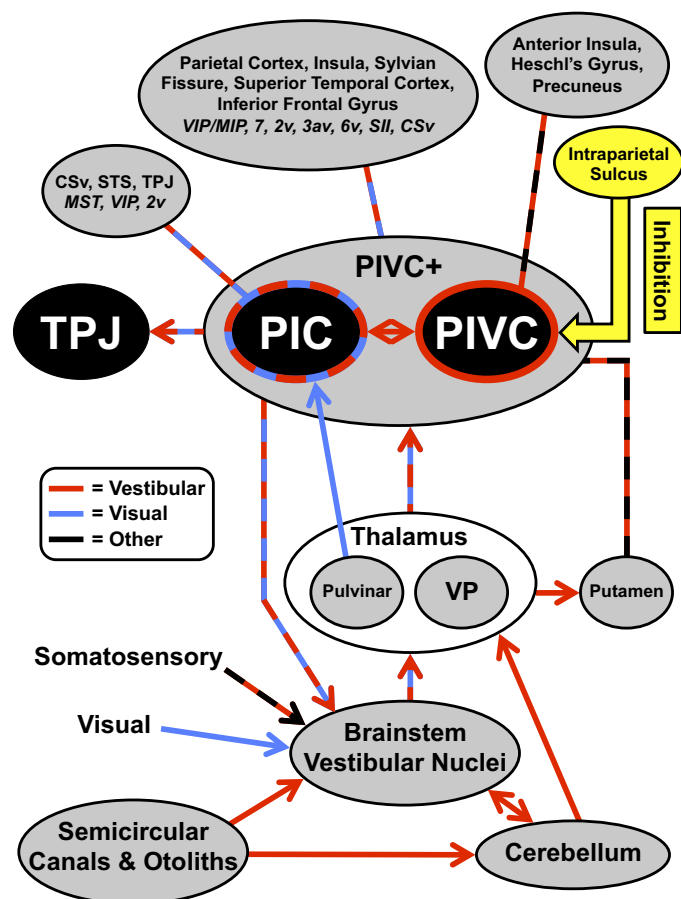 Parietal Cortex, Insula, Sylvian
Fissure, Superior Temporal Cortex,
Inferior Frontal Gyrus
VIP/MIP, 7, 2v, 3av, 6v, SII, CSv
Anterior Insula,
Heschl's Gyrus,
Precuneus
CSv, STS, TPJ
MST, VIP, 2v
Intraparietal
Sulcus
Inhibition
PIVC+
TPJ
PIC
PIVC
= Vestibular
= Visual
= Other
Thalamus
Pulvinar
VP
Putamen
Somatosensory
Visual
Brainstem
Vestibular Nuclei
Semicircular
Canals & Otoliths
Cerebellum